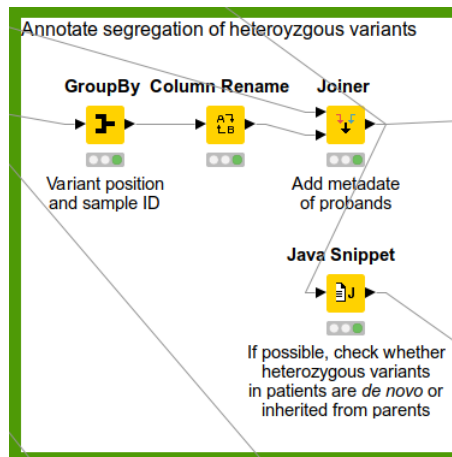 Annotate segregation of heteroyzgous variants
GroupBy Column Rename Joiner
A
B
Variant position
and sample ID
Add metadate
of probands
Java Snippet
J
If possible, check whether
heterozygous variants
in patients are de novo or
inherited from parents